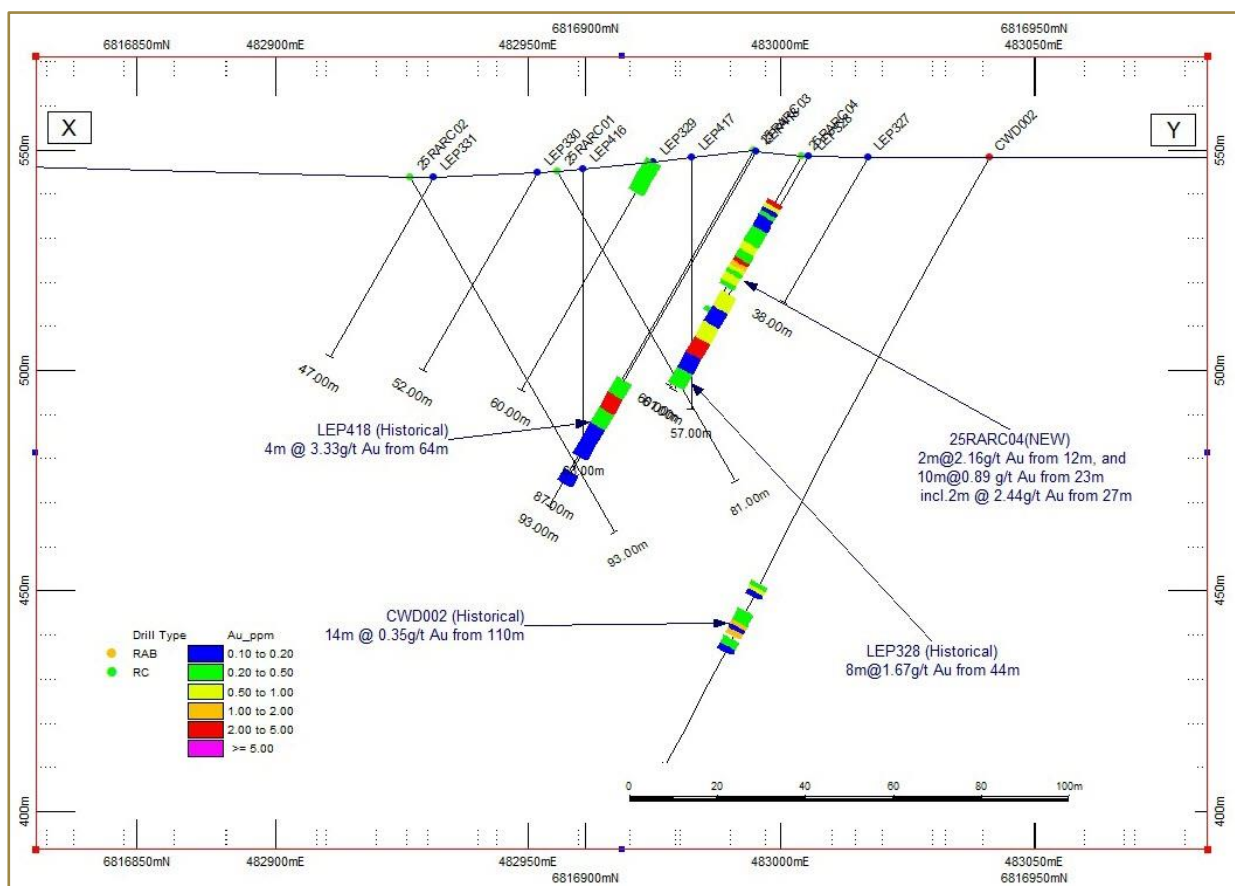 6816900mN
6816850mN 482900mE 482950mE 483000mE 6816950mN
483050mE
X
Y
25RARC02
LEP331
LEP330
25RARC01
LEP416
LEP329
LEP417
25RARC03
25RARC04
LEP328
LEP327
CWD002
550m
550m
500m
500m
450m
450m
400m
400m
47.00m
52.00m
60.00m
38.00m
57.00m
81.00m
87.00m
93.00m
93.00m
LEP418 (Historical)
4m @ 3.33g/t Au from 64m
25RARC04(NEW)
2m@2.16g/t Au from 12m, and
10m@0.89 g/t Au from 23m
incl.2m @ 2.44g/t Au from 27m
CWD002 (Historical)
14m @ 0.35g/t Au from 110m
LEP328 (Historical)
8m@1.67g/t Au from 44m
Drill Type Au_ppm
RAB 0.10 to 0.20
RC 0.20 to 0.50
0.50 to 1.00
1.00 to 2.00
2.00 to 5.00
>= 5.00
0 20 40 60 80 100m
6816850mN 482900mE 482950mE 483000mE 483050mE
6816900mN 6816950mN